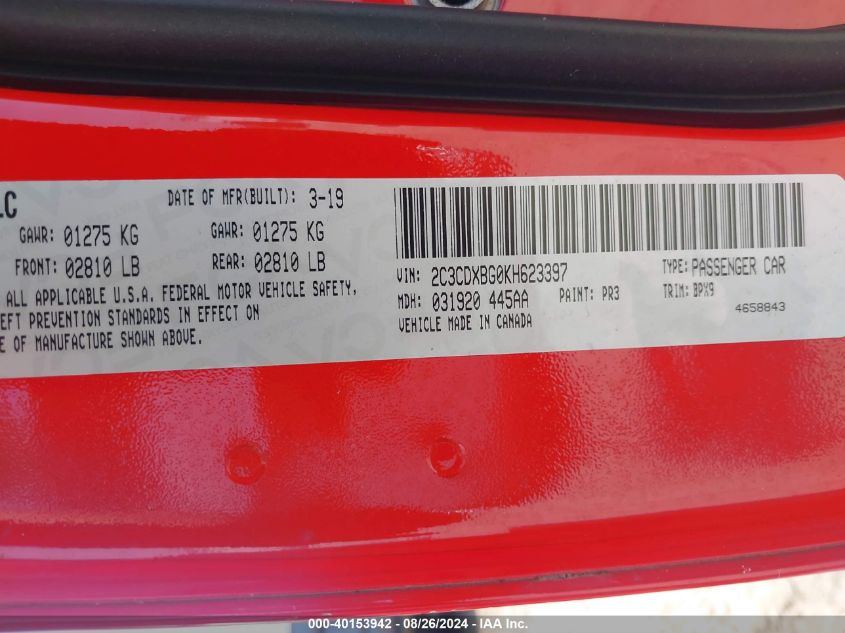 LC
DATE OF MFR(BUILT): 3-19
GAWR: 01275 KG GAWR: 01275 KG
FRONT: 02810 LB REAR: 02810 LB
ALL APPLICABLE U.S.A. FEDERAL MOTOR VEHICLE SAFETY,
EFT PREVENTION STANDARDS IN EFFECT ON
E OF MANUFACTURE SHOWN ABOVE.
VIN: 2C3CDXBG0KH623397 TYPE: PASSENGER CAR
MDH: 031920 445AA PAINT: PR3 TRIM: BPX9
VEHICLE MADE IN CANADA 4658843
000-40153942 - 08/26/2024 - IAA Inc.